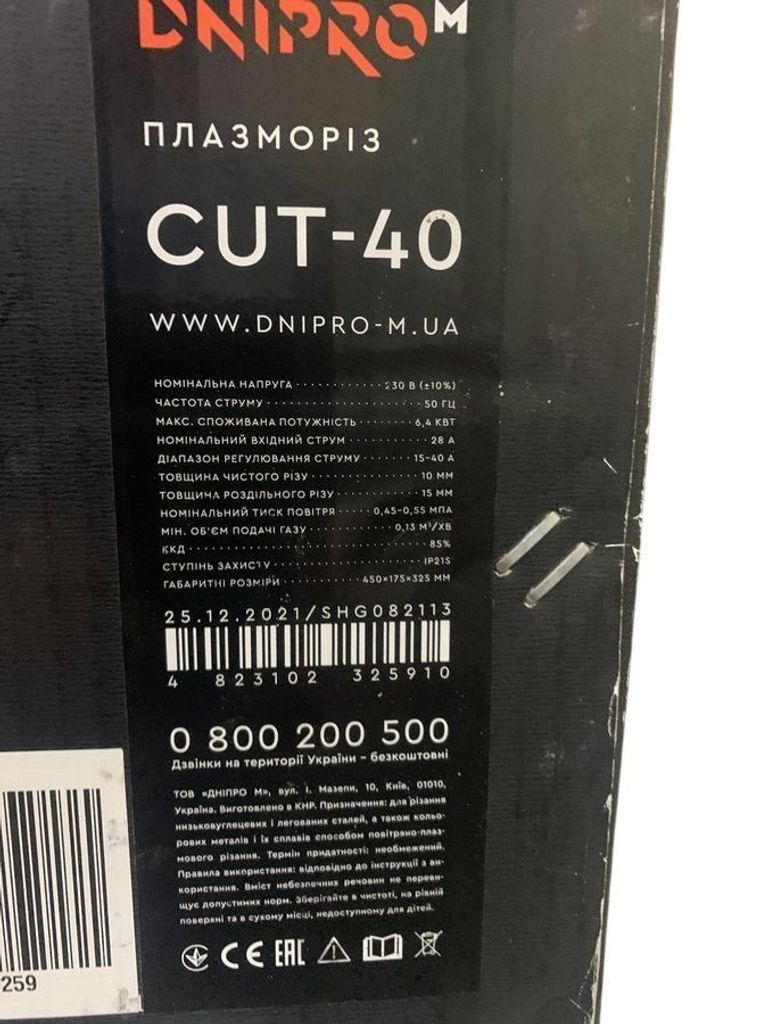 DNIPRO M
ПЛАЗМОРІЗ
CUT-40
WWW.DNIPRO-M.UA
НОМІНАЛЬНА НАПРУГА ············ 230 В (±10%)
ЧАСТОТА СТРУМУ ···················· 50 ГЦ
МАКС. СПОЖИВАНА ПОТУЖНІСТЬ ······· 6,4 КВТ
НОМІНАЛЬНИЙ ВХІДНИЙ СТРУМ ·········· 28 А
ДІАПАЗОН РЕГУЛЮВАННЯ СТРУМУ ······ 15-40 А
ТОВЩИНА ЧИСТОГО РІЗУ ·············· 10 ММ
ТОВЩИНА РОЗДІЛЬНОГО РІЗУ ·········· 15 ММ
НОМІНАЛЬНИЙ ТИСК ПОВІТРЯ ····· 0,45-0,55 МПА
МІН. ОБ'ЄМ ПОДАЧІ ГАЗУ ·········· 0,13 М³/ХВ
ККД ······························ 85%
СТУПІНЬ ЗАХИСТУ ·················· IP21S
ГАБАРИТНІ РОЗМІРИ ········· 450×175×325 ММ
25.12.2021/SHG082113
4 823102 325910
0 800 200 500
Дзвінки на території України – безкоштовні
ТОВ «ДНІПРО М», вул. І. Мазепи, 10, Київ, 01010,
Україна. Виготовлено в КНР. Призначення: для різання
низьковуглецевих і легованих сталей, а також кольо-
рових металів і їх сплавів способом повітряно-плаз-
мового різання. Термін придатності: необмежений.
Правила використання: відповідно до інструкції з ви-
користання. Вміст небезпечних речовин не переви-
щує допустимих норм. Зберігайте в чистоті, на рівній
поверхні та в сухому місці, недоступному для дітей.
CE EAC
259